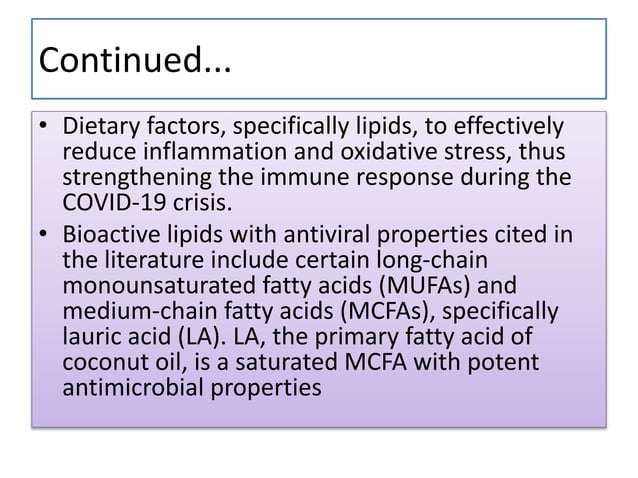 Continued...
• Dietary factors, specifically lipids, to effectively
reduce inflammation and oxidative stress, thus
strengthening the immune response during the
COVID-19 crisis.
• Bioactive lipids with antiviral properties cited in
the literature include certain long-chain
monounsaturated fatty acids (MUFAs) and
medium-chain fatty acids (MCFAs), specifically
lauric acid (LA). LA, the primary fatty acid of
coconut oil, is a saturated MCFA with potent
antimicrobial properties